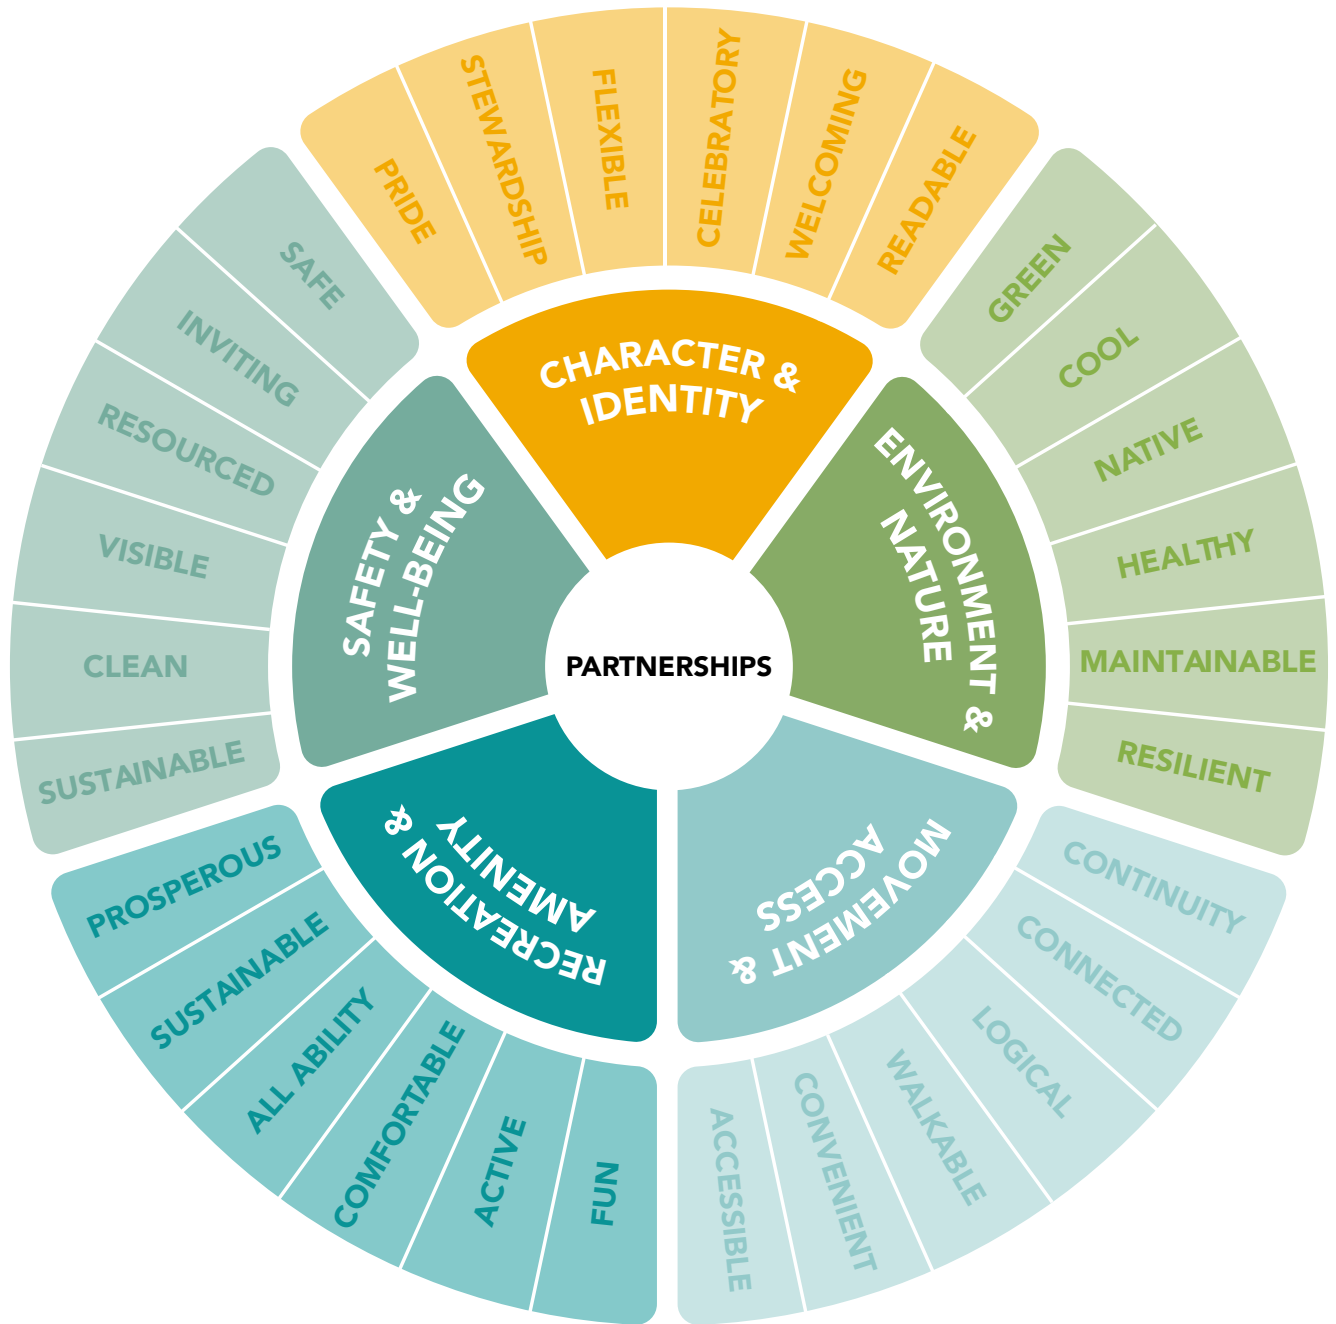 PRIDE
STEWARDSHIP
FLEXIBLE
CELEBRATORY
WELCOMING
READABLE
CHARACTER &
IDENTITY
GREEN
COOL
NATIVE
HEALTHY
MAINTAINABLE
RESILIENT
ENVIRONMENT &
NATURE
CONTINUITY
CONNECTED
LOGICAL
WALKABLE
CONVENIENT
ACCESSIBLE
MOVEMENT &
ACCESS
FUN
ACTIVE
COMFORTABLE
ALL ABILITY
SUSTAINABLE
PROSPEROUS
RECREATION &
AMENITY
SUSTAINABLE
CLEAN
VISIBLE
RESOURCED
INVITING
SAFE
SAFETY &
WELL-BEING
PARTNERSHIPS